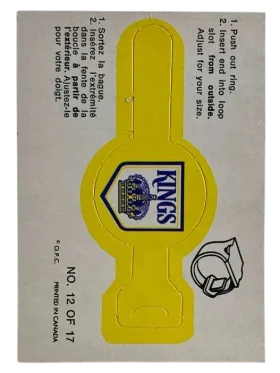 1. Push out ring.
2. Insert end into loop
slot from outside.
Adjust for your size.
1. Sortez la bague.
2. Insérez l'extrémité
dans la fente de la
boucle à partir de
l'extérieur. Ajustez-le
pour votre doigt.
KINGS
NO. 12 OF 17
© O.P.C. PRINTED IN CANADA